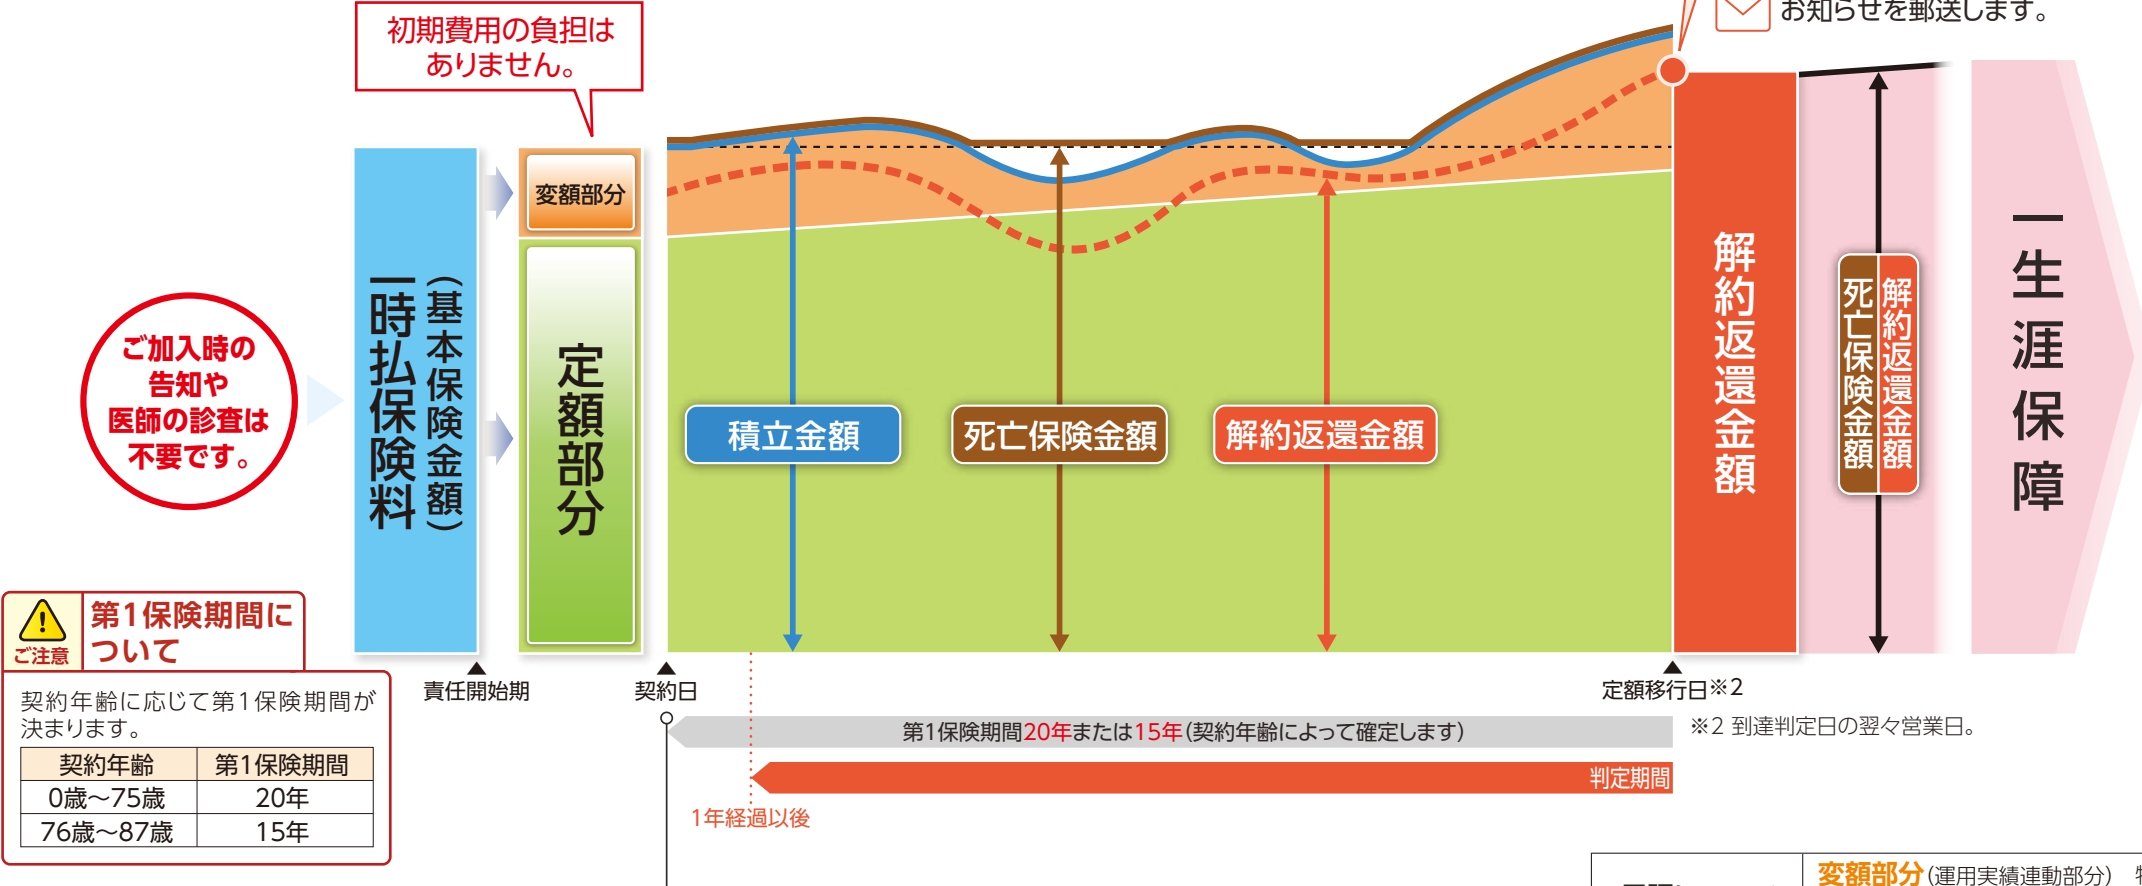 お知らせを郵送します。
初期費用の負担は
ありません。
ご加入時の
告知や
医師の診査は
不要です。
一時払保険料
（基本保険金額）
変額部分
定額部分
積立金額
死亡保険金額
解約返還金額
解約返還金額
死亡保険金額
解約返還金額
一生涯保障
責任開始期
契約日
定額移行日※2
第1保険期間20年または15年（契約年齢によって確定します）
※2 到達判定日の翌々営業日。
判定期間
1年経過以後
ご注意
第1保険期間に
ついて
契約年齢に応じて第1保険期間が
決まります。
契約年齢 第1保険期間
0歳～75歳 20年
76歳～87歳 15年
変額部分（運用実績連動部分）